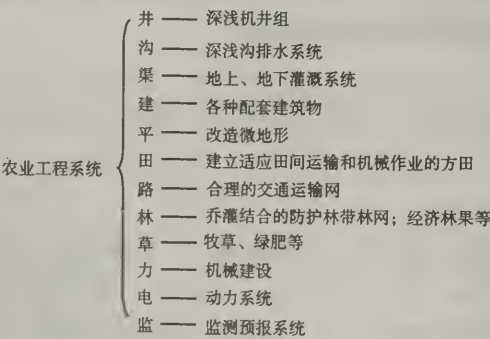 井 —— 深浅机井组
沟 —— 深浅沟排水系统
渠 —— 地上、地下灌溉系统
建 —— 各种配套建筑物
平 —— 改造微地形
农业工程系统
田 —— 建立适应田间运输和机械作业的方田
路 —— 合理的交通运输网
林 —— 乔灌结合的防护林带林网；经济林果等
草 —— 牧草、绿肥等
力 —— 机械建设
电 —— 动力系统
监 —— 监测预报系统